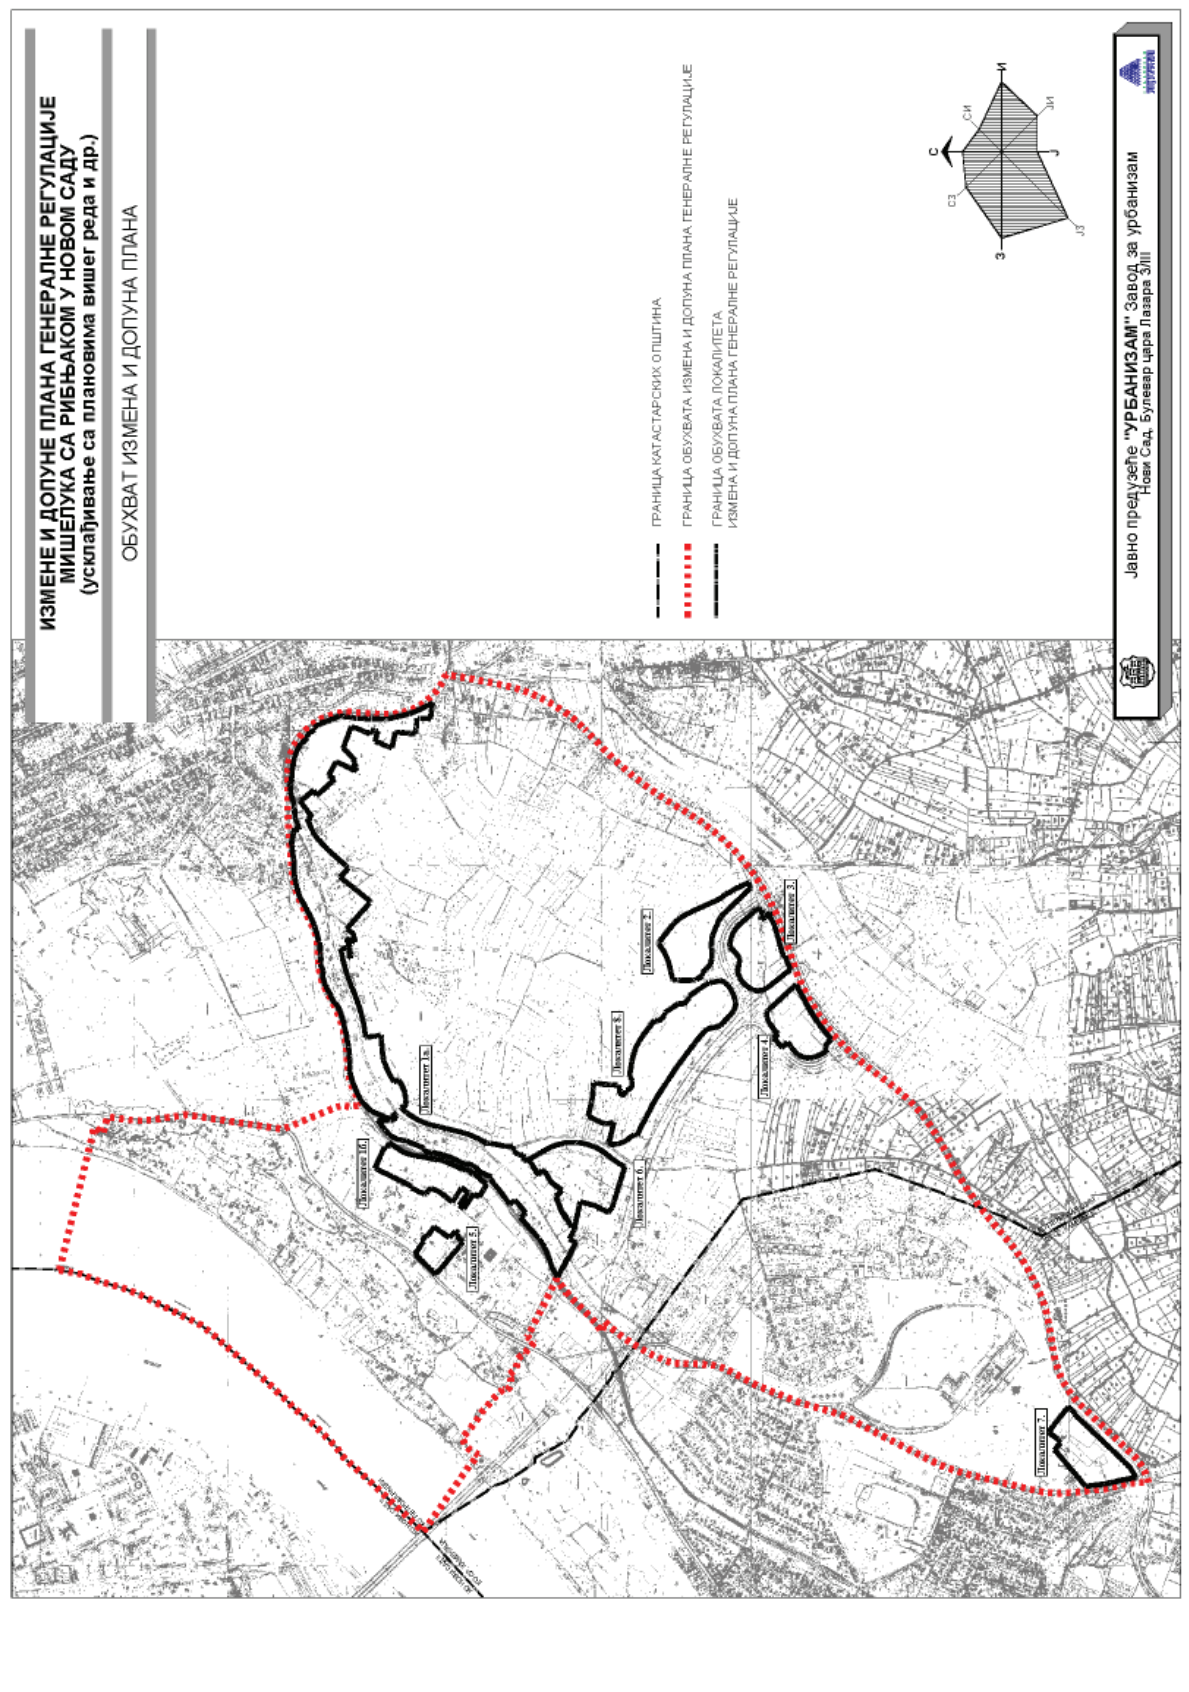 ИЗМЕНЕ И ДОПУНЕ ПЛАНА ГЕНЕРАЛНЕ РЕГУЛАЦИЈЕ
МИШЕЛУКА СА РИБЊАКОМ У НОВОМ САДУ
(усклађивање са плановима вишег реда и др.)
ОБУХВАТ ИЗМЕНА И ДОПУНА ПЛАНА
ГРАНИЦА КАТАСТАРСКИХ ОПШТИНА
ГРАНИЦА ОБУХВАТА ИЗМЕНА И ДОПУНА ПЛАНА ГЕНЕРАЛНЕ РЕГУЛАЦИЈЕ
ГРАНИЦА ОБУХВАТА ЛОКАЛИТЕТА
ИЗМЕНА И ДОПУНА ПЛАНА ГЕНЕРАЛНЕ РЕГУЛАЦИЈЕ
С
СИ
И
ЈИ
Ј
ЈЗ
З
СЗ
Јавно предузеће "УРБАНИЗАМ" Завод за урбанизам
Нови Сад, Булевар цара Лазара 3/III
Локалитет 1а.
Локалитет 1б.
Локалитет 2.
Локалитет 3.
Локалитет 4.
Локалитет 5.
Локалитет 6.
Локалитет 7.
Локалитет 8.